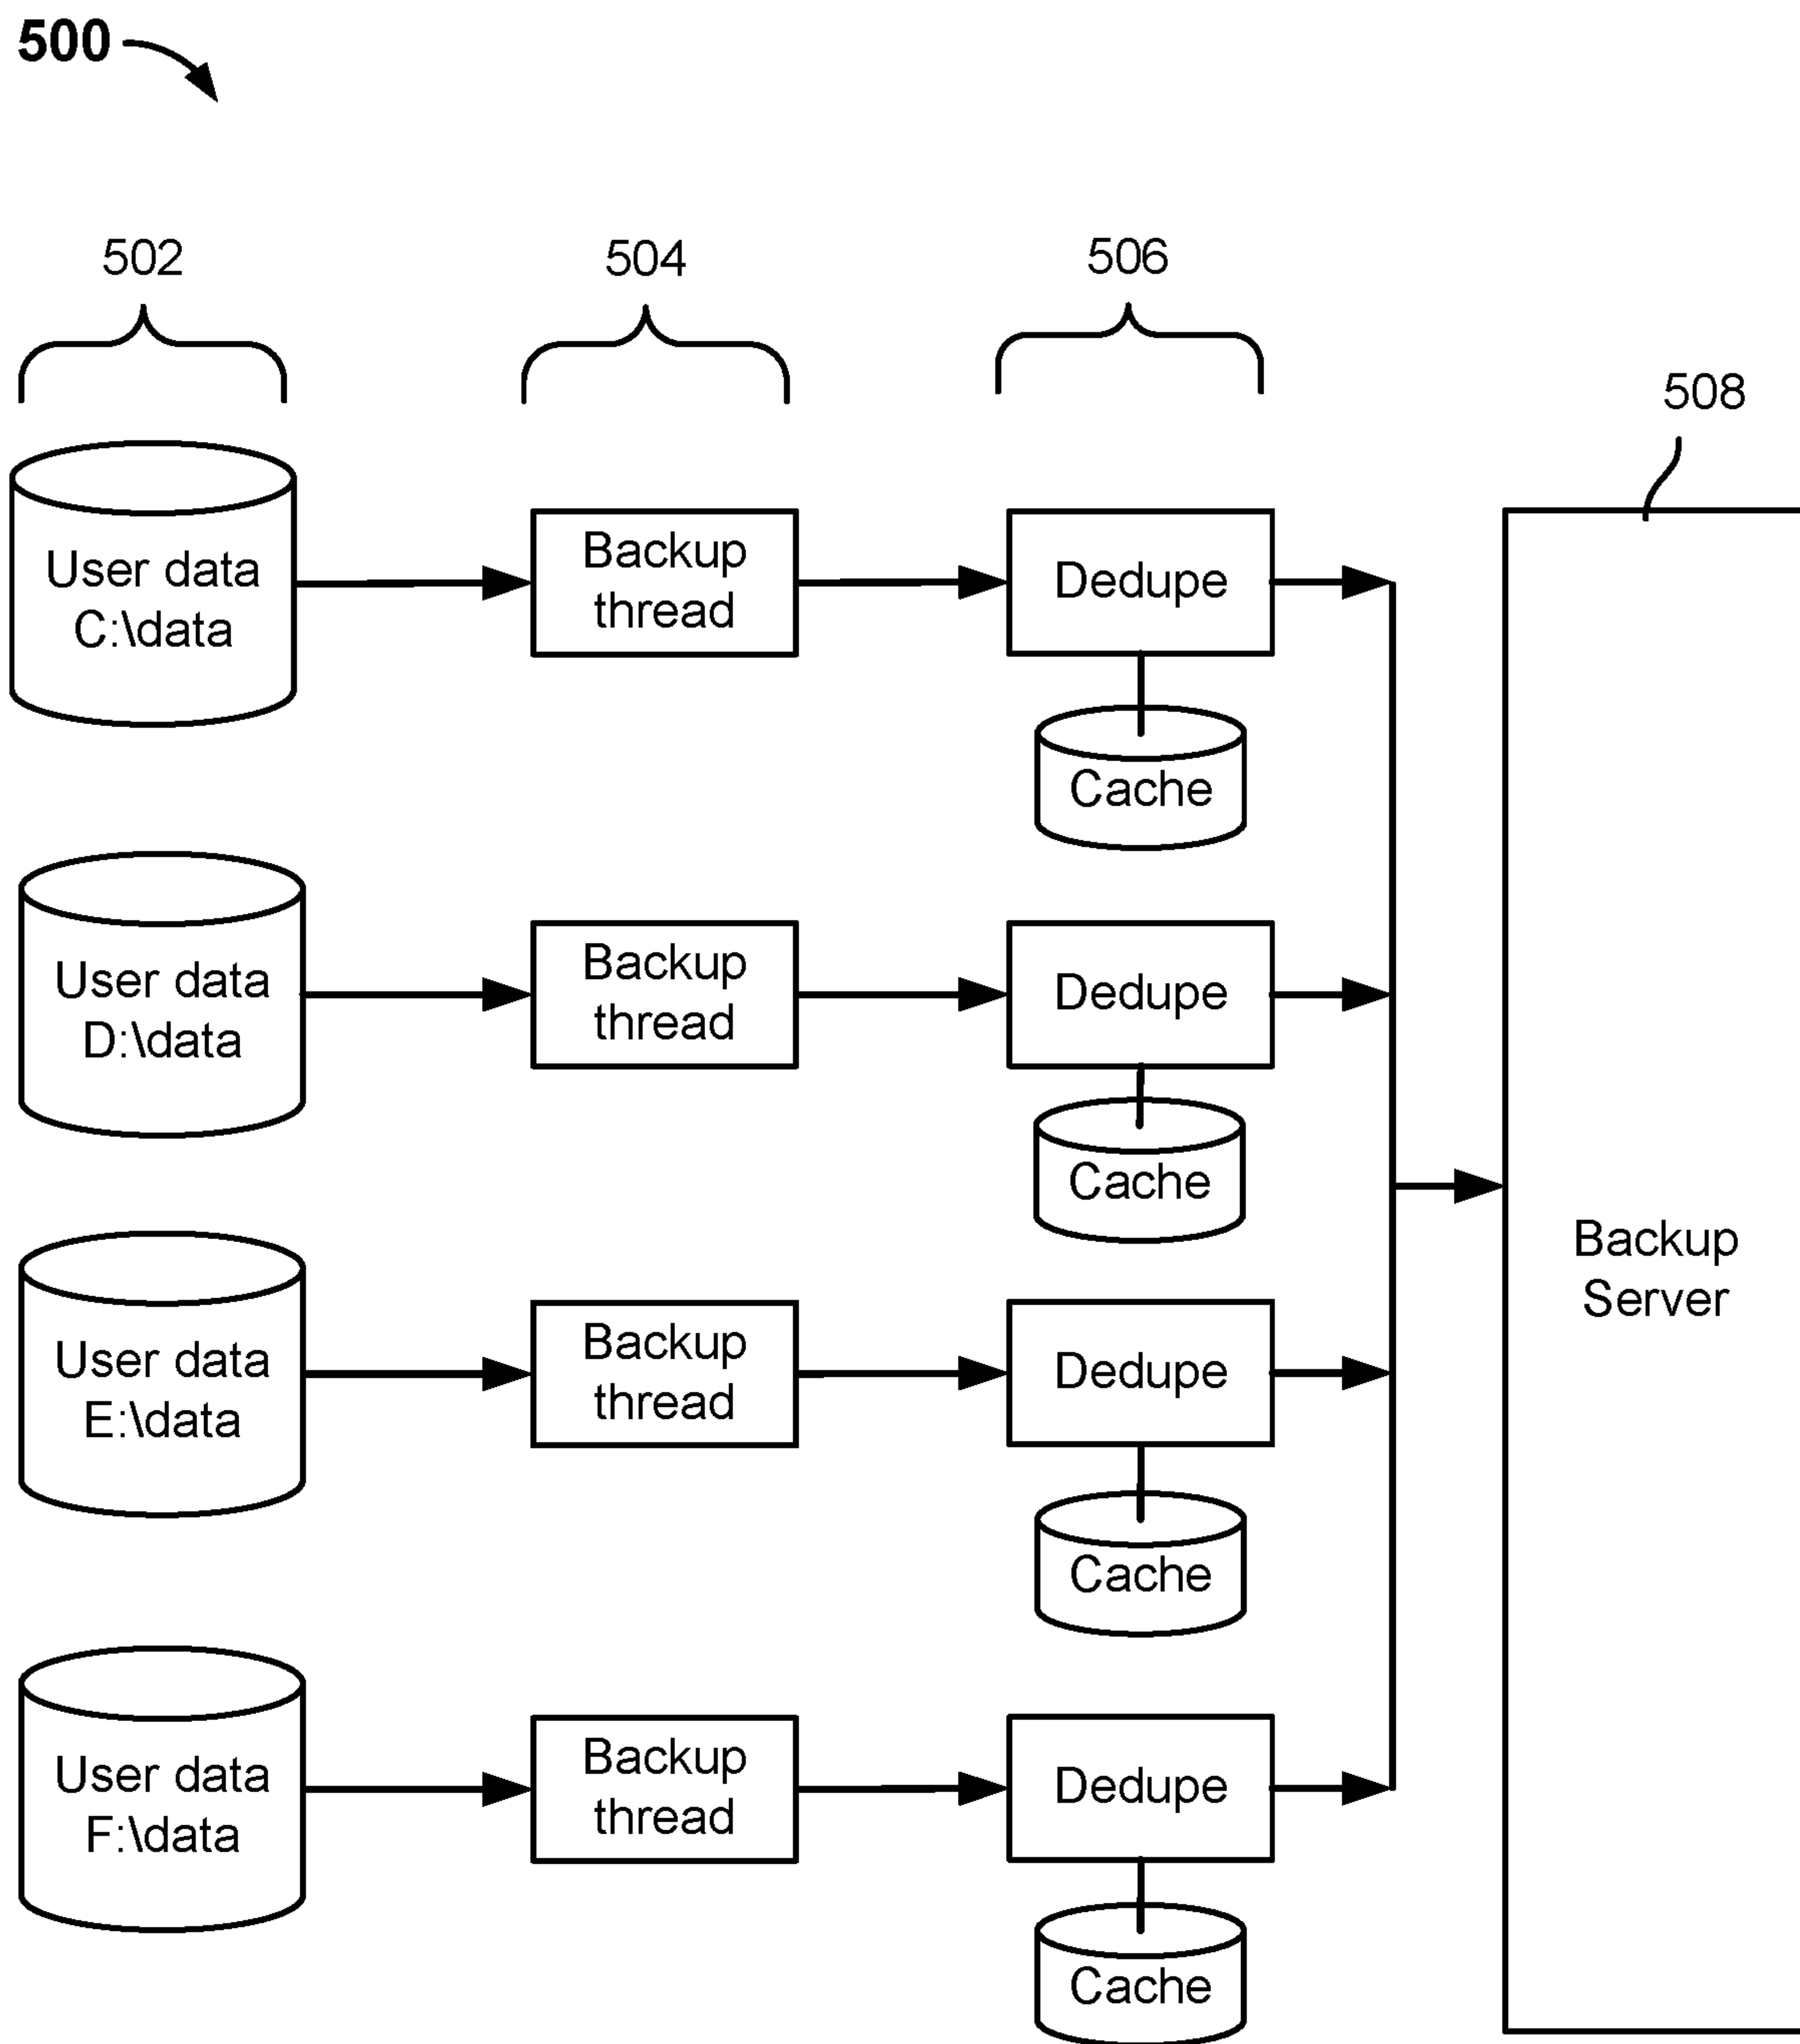 500
502
504
506
508
User data
C:\data
Backup
thread
Dedupe
Cache
User data
D:\data
Backup
thread
Dedupe
Cache
User data
E:\data
Backup
thread
Dedupe
Cache
Backup
Server
User data
F:\data
Backup
thread
Dedupe
Cache